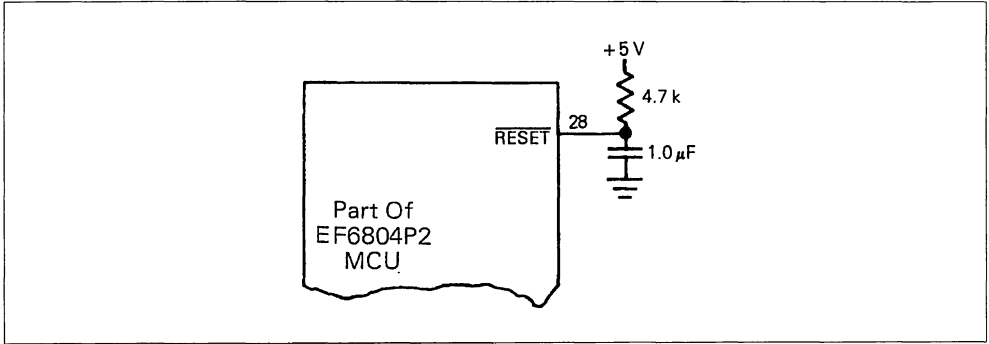 +5 V
4.7 k
28
RESET
1.0 µF
Part Of
EF6804P2
MCU